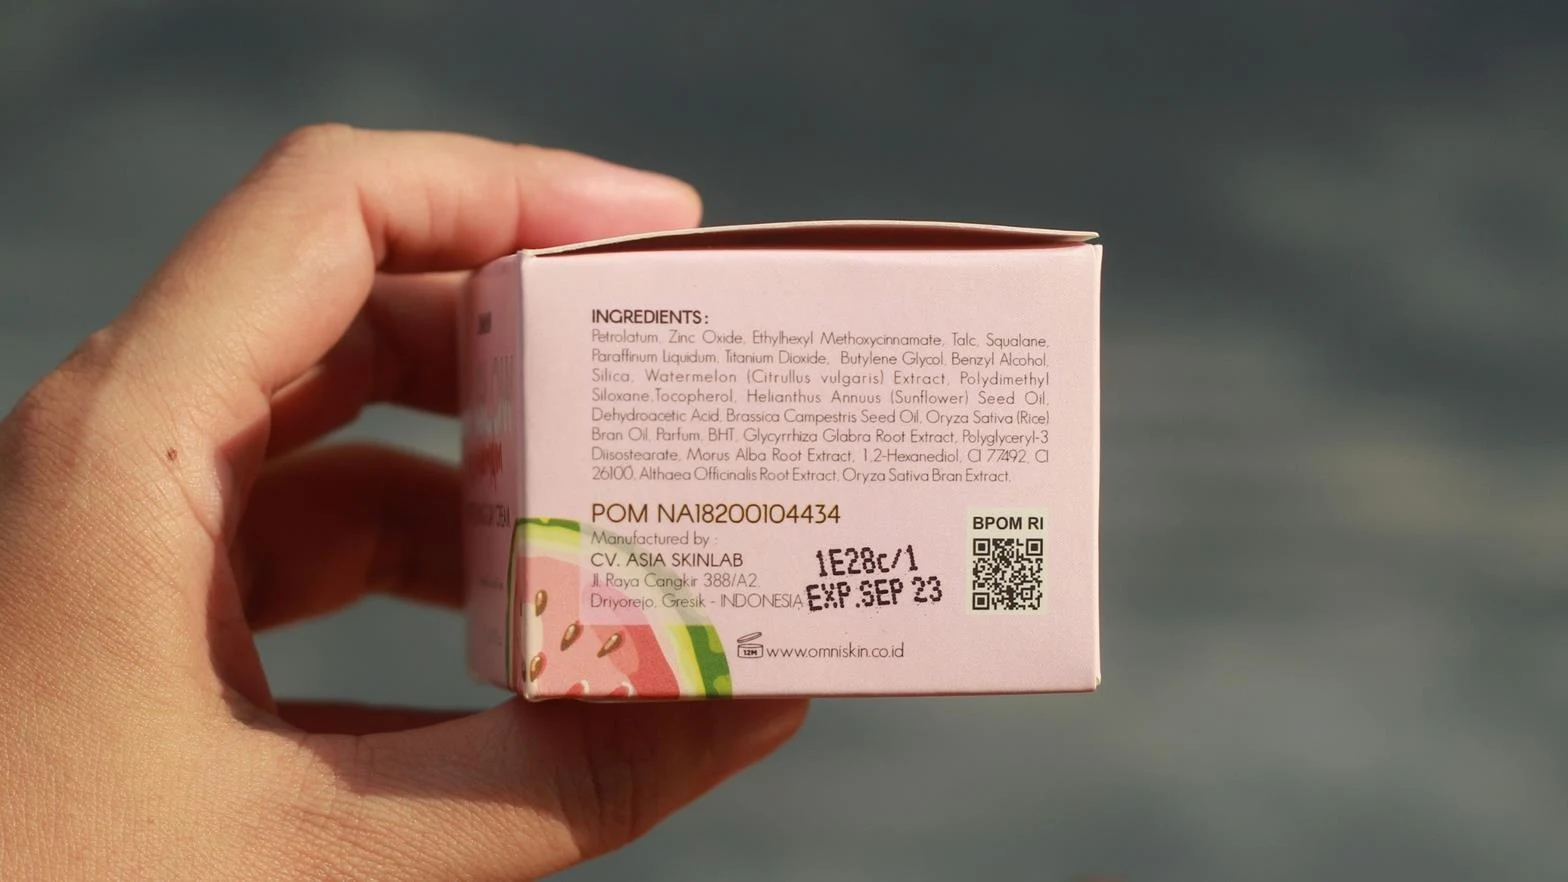 INGREDIENTS :
Petrolatum, Zinc Oxide, Ethylhexyl Methoxycinnamate, Talc, Squalane,
Paraffinum Liquidum, Titanium Dioxide, Butylene Glycol, Benzyl Alcohol,
Silica, Watermelon (Citrullus vulgaris) Extract, Polydimethyl
Siloxane,Tocopherol, Helianthus Annuus (Sunflower) Seed Oil,
Dehydroacetic Acid, Brassica Campestris Seed Oil, Oryza Sativa (Rice)
Bran Oil, Parfum, BHT, Glycyrrhiza Glabra Root Extract, Polyglyceryl-3
Diisostearate, Morus Alba Root Extract, 1,2-Hexanediol, CI 77492, CI
26100, Althaea Officinalis Root Extract, Oryza Sativa Bran Extract.
POM NA18200104434
Manufactured by :
CV. ASIA SKINLAB
Jl. Raya Cangkir 388/A2,
Driyorejo, Gresik - INDONESIA
1E28c/1
EXP.SEP 23
BPOM RI
12M www.omniskin.co.id